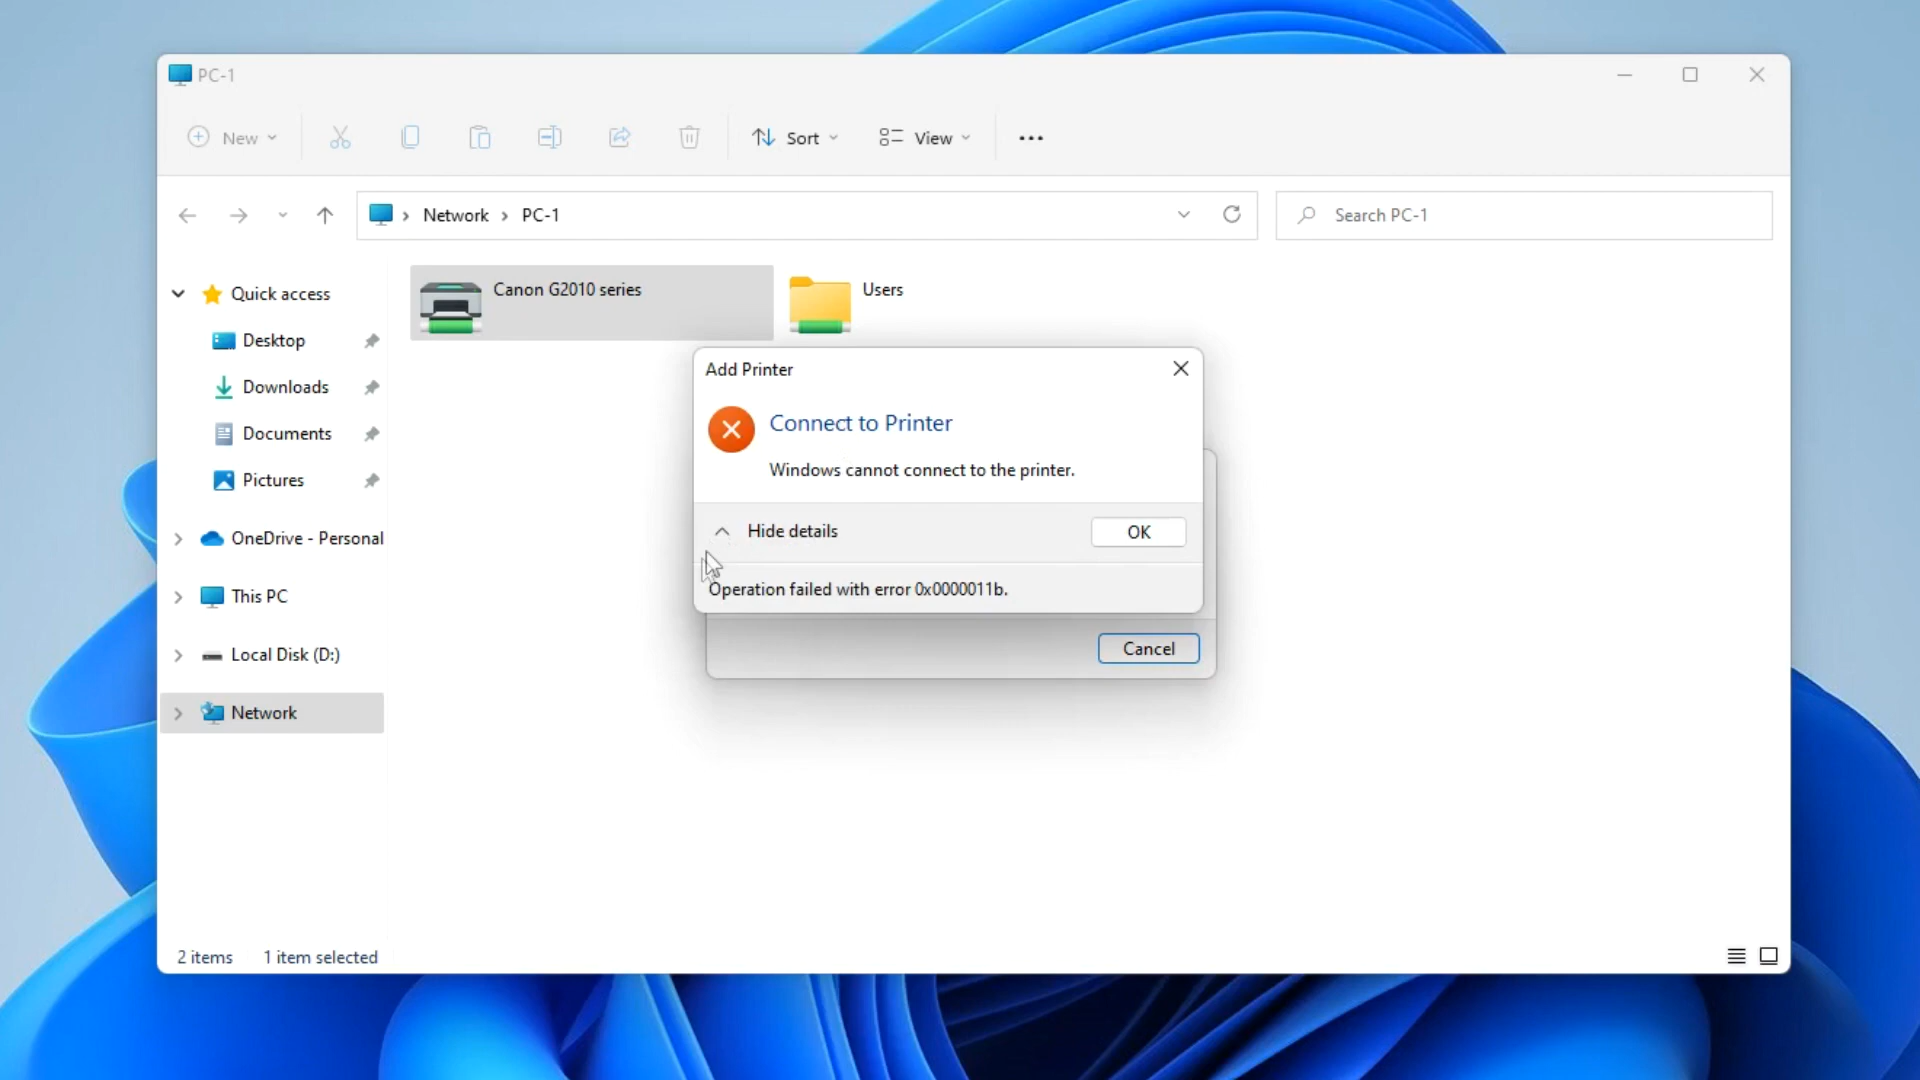 PC-1
New
Sort
View
Network
PC-1
Search PC-1
Quick access
Desktop
Downloads
Documents
Pictures
OneDrive - Personal
This PC
Local Disk (D:)
Network
Canon G2010 series
Users
Add Printer
Connect to Printer
Windows cannot connect to the printer.
Hide details
OK
Operation failed with error 0x0000011b.
Cancel
2 items
1 item selected